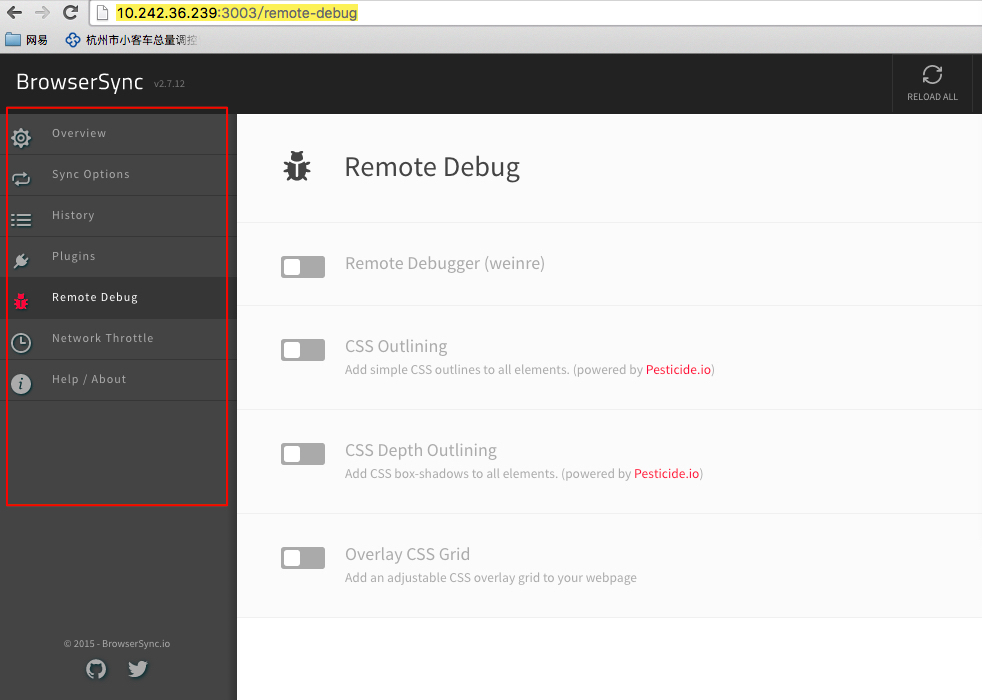 10.242.36.239:3003/remote-debug
网易
杭州市小客车总量调控
BrowserSync v2.7.12
RELOAD ALL
Overview
Sync Options
History
Plugins
Remote Debug
Network Throttle
Help / About
© 2015 - BrowserSync.io
Remote Debug
Remote Debugger (weinre)
CSS Outlining
Add simple CSS outlines to all elements. (powered by Pesticide.io)
CSS Depth Outlining
Add CSS box-shadows to all elements. (powered by Pesticide.io)
Overlay CSS Grid
Add an adjustable CSS overlay grid to your webpage